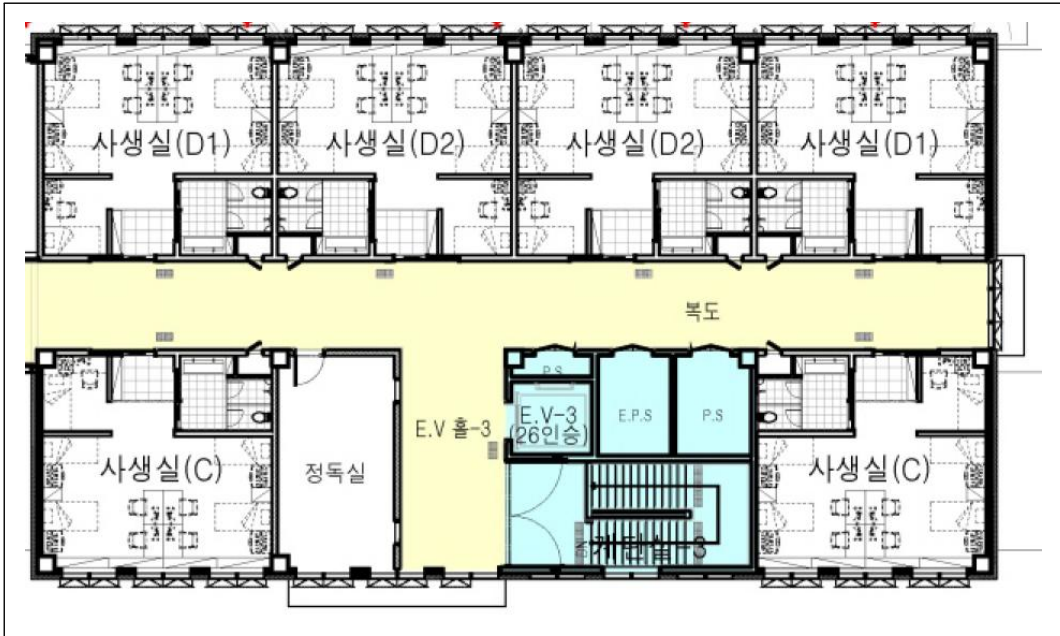 사생실(D1)
사생실(D2)
사생실(D2)
사생실(D1)
복도
P.S
E.V-3
(26인승)
E.P.S
P.S
E.V 홀-3
사생실(C)
정독실
사생실(C)
DN
계단실-3